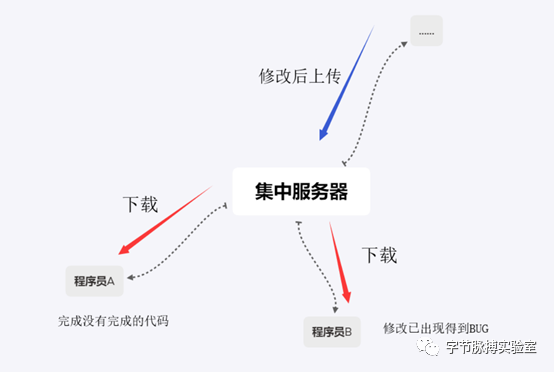 ......
修改后上传
集中服务器
下载
下载
程序员A
完成没有完成的代码
程序员B
修改已出现得到BUG
字节脉搏实验室